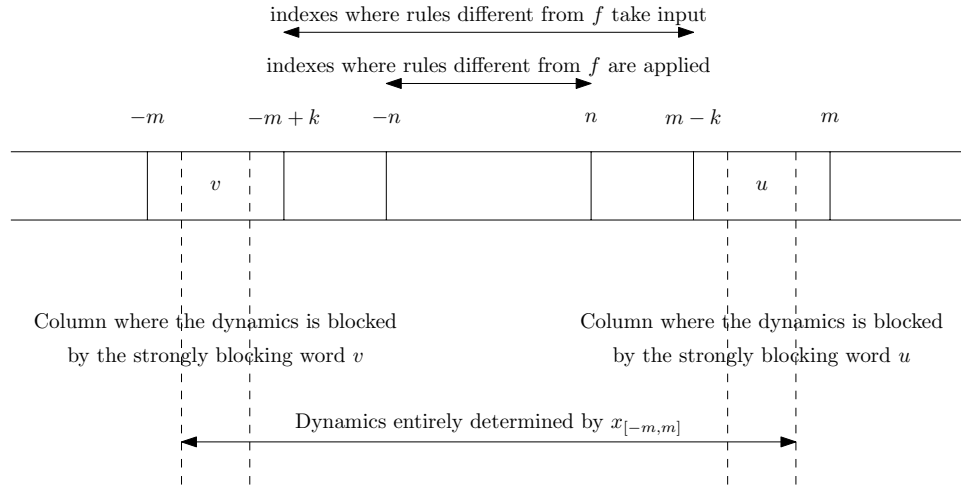 indexes where rules different from f take input
indexes where rules different from f are applied
−m −m + k −n n m − k m
v u
Column where the dynamics is blocked Column where the dynamics is blocked
by the strongly blocking word v by the strongly blocking word u
Dynamics entirely determined by x[−m,m]